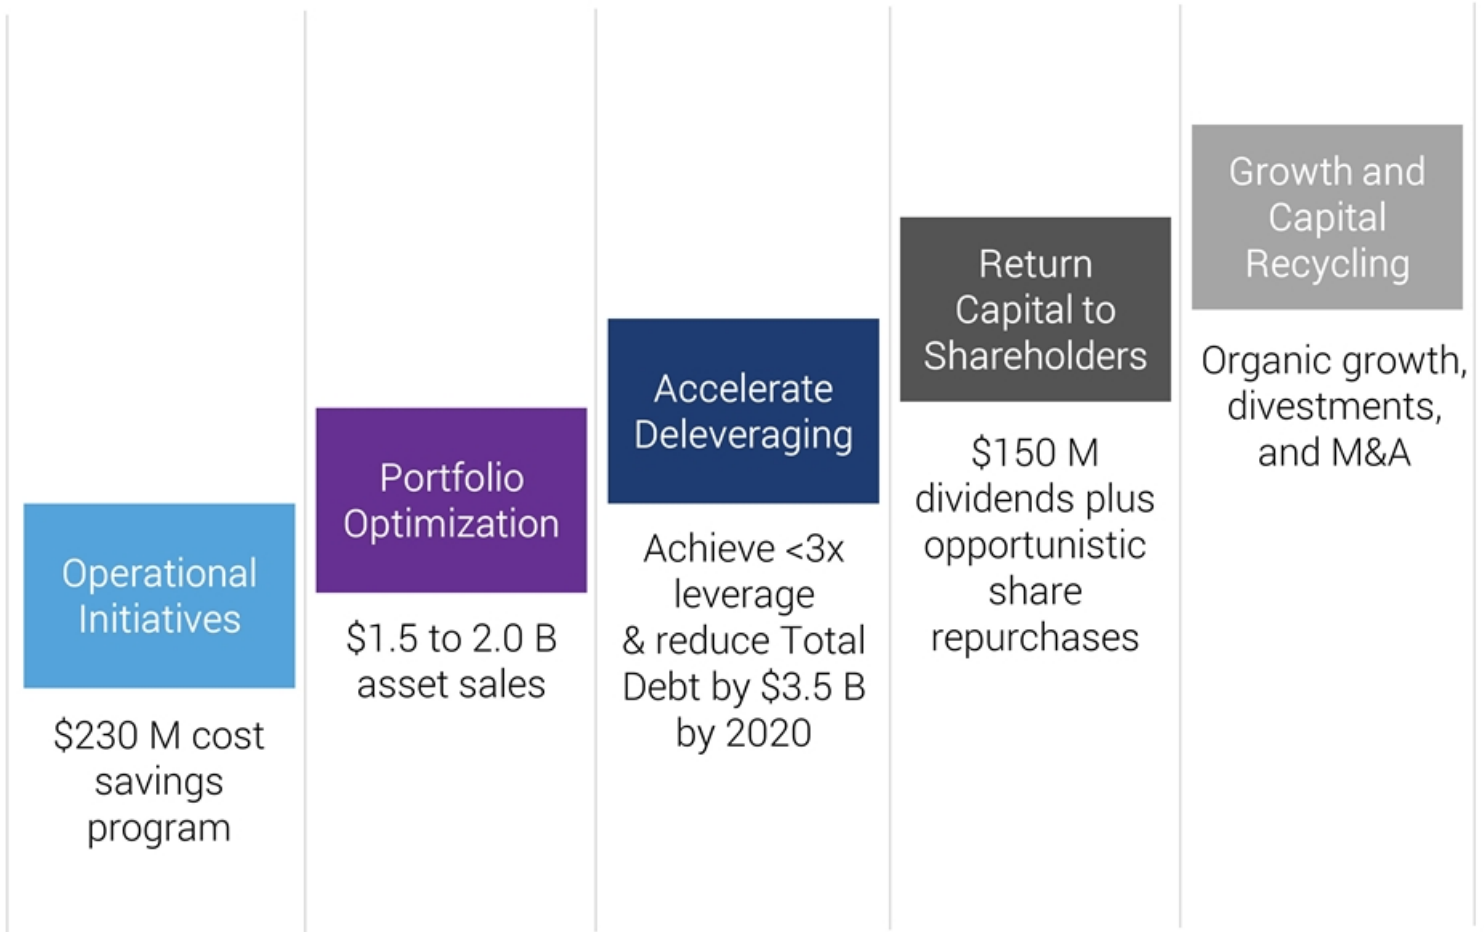 Operational
Initiatives
$230 M cost
savings
program
Portfolio
Optimization
$1.5 to 2.0 B
asset sales
Accelerate
Deleveraging
Achieve <3x
leverage
& reduce Total
Debt by $3.5 B
by 2020
Return
Capital to
Shareholders
$150 M
dividends plus
opportunistic
share
repurchases
Growth and
Capital
Recycling
Organic growth,
divestments,
and M&A